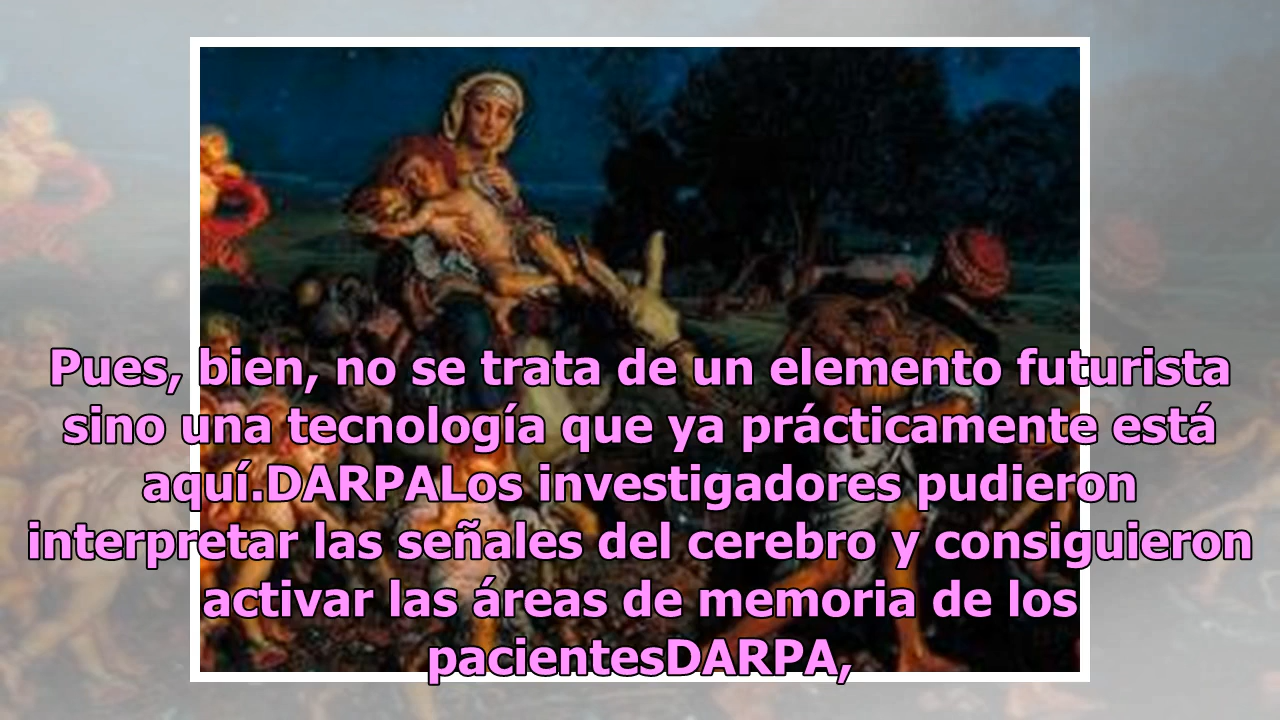 Pues, bien, no se trata de un elemento futurista
sino una tecnología que ya prácticamente está
aquí.DARPALos investigadores pudieron
interpretar las señales del cerebro y consiguieron
activar las áreas de memoria de los
pacientesDARPA,